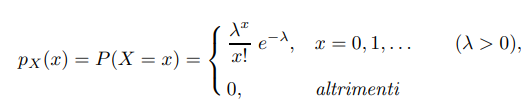 p_X(x) = P(X = x) = { λ^x / x! e^{-λ}, x = 0, 1, . . . (λ > 0),
0, altrimenti